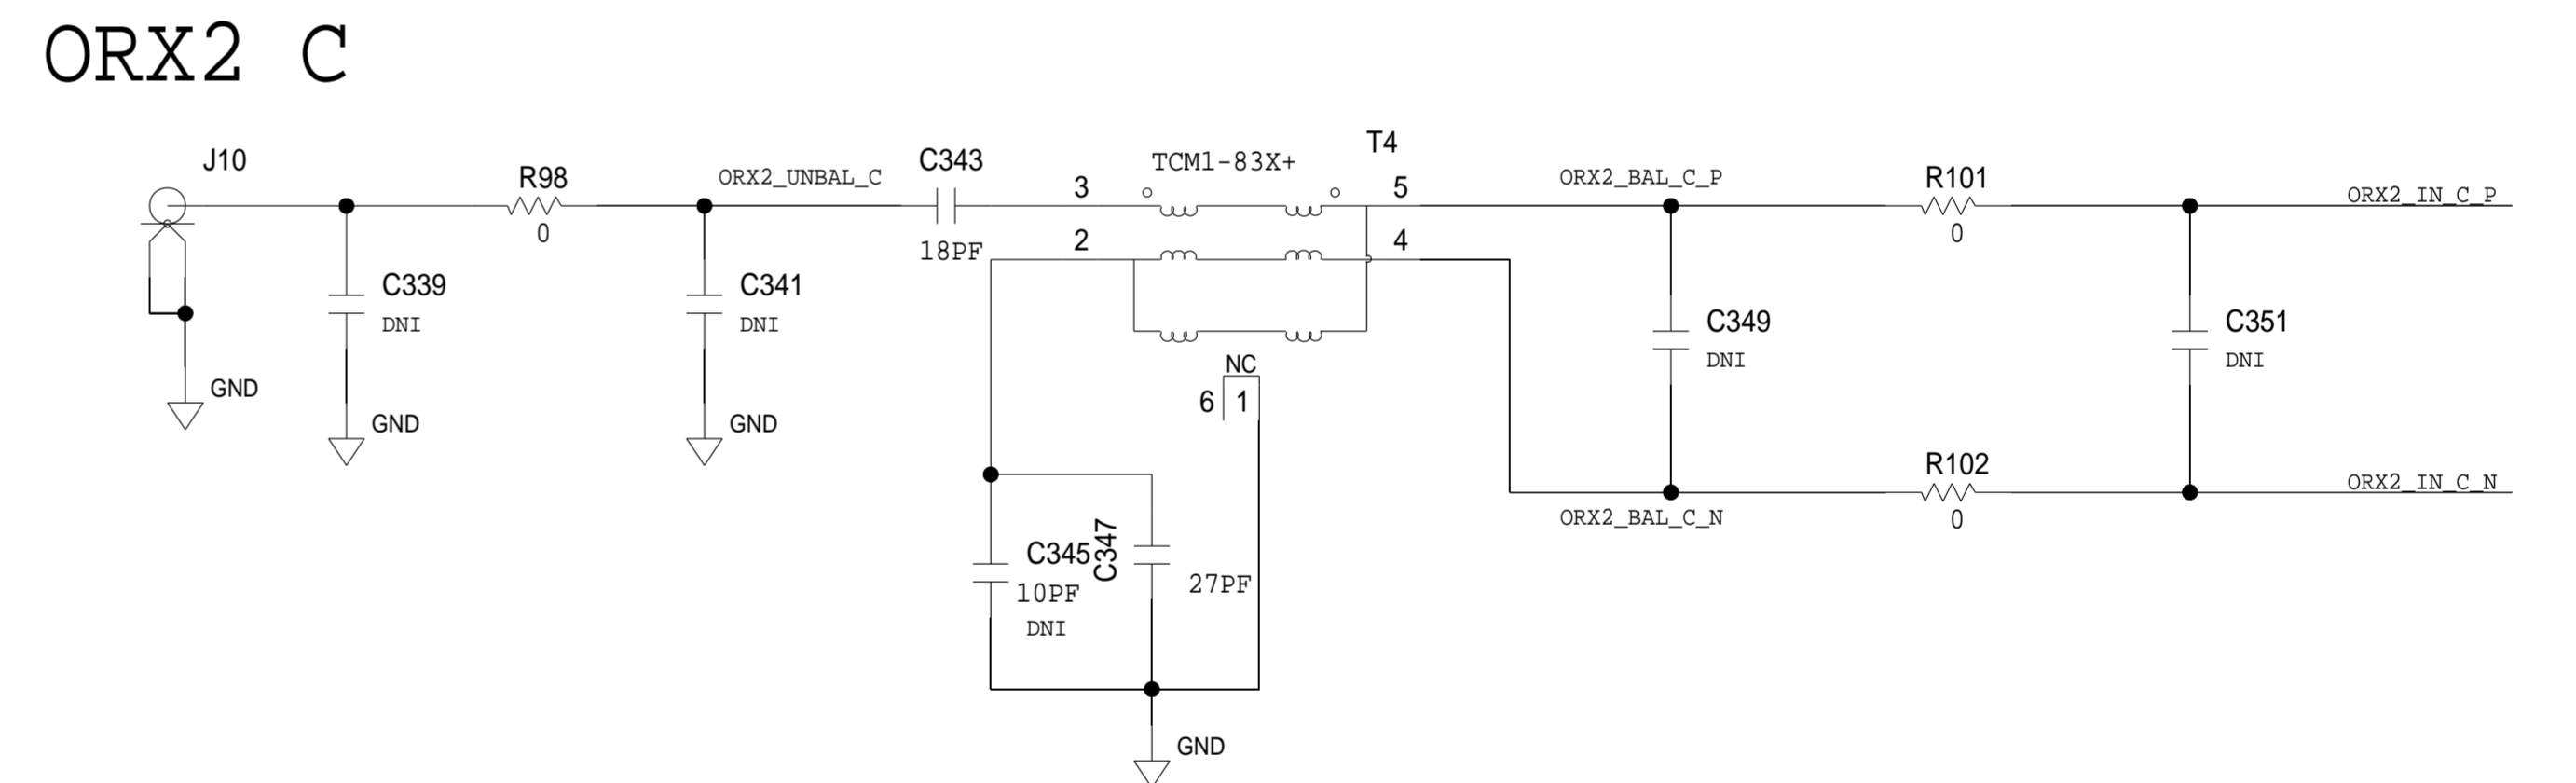 ORX2 C
J10
R98
0
ORX2_UNBAL_C
C343
18PF
TCM1-83X+
T4
3
5
2
4
ORX2_BAL_C_P
R101
0
ORX2_IN_C_P
C339
DNI
C341
DNI
C349
DNI
C351
DNI
GND
GND
GND
NC
6
1
R102
0
ORX2_IN_C_N
ORX2_BAL_C_N
C345
10PF
DNI
C347
27PF
GND